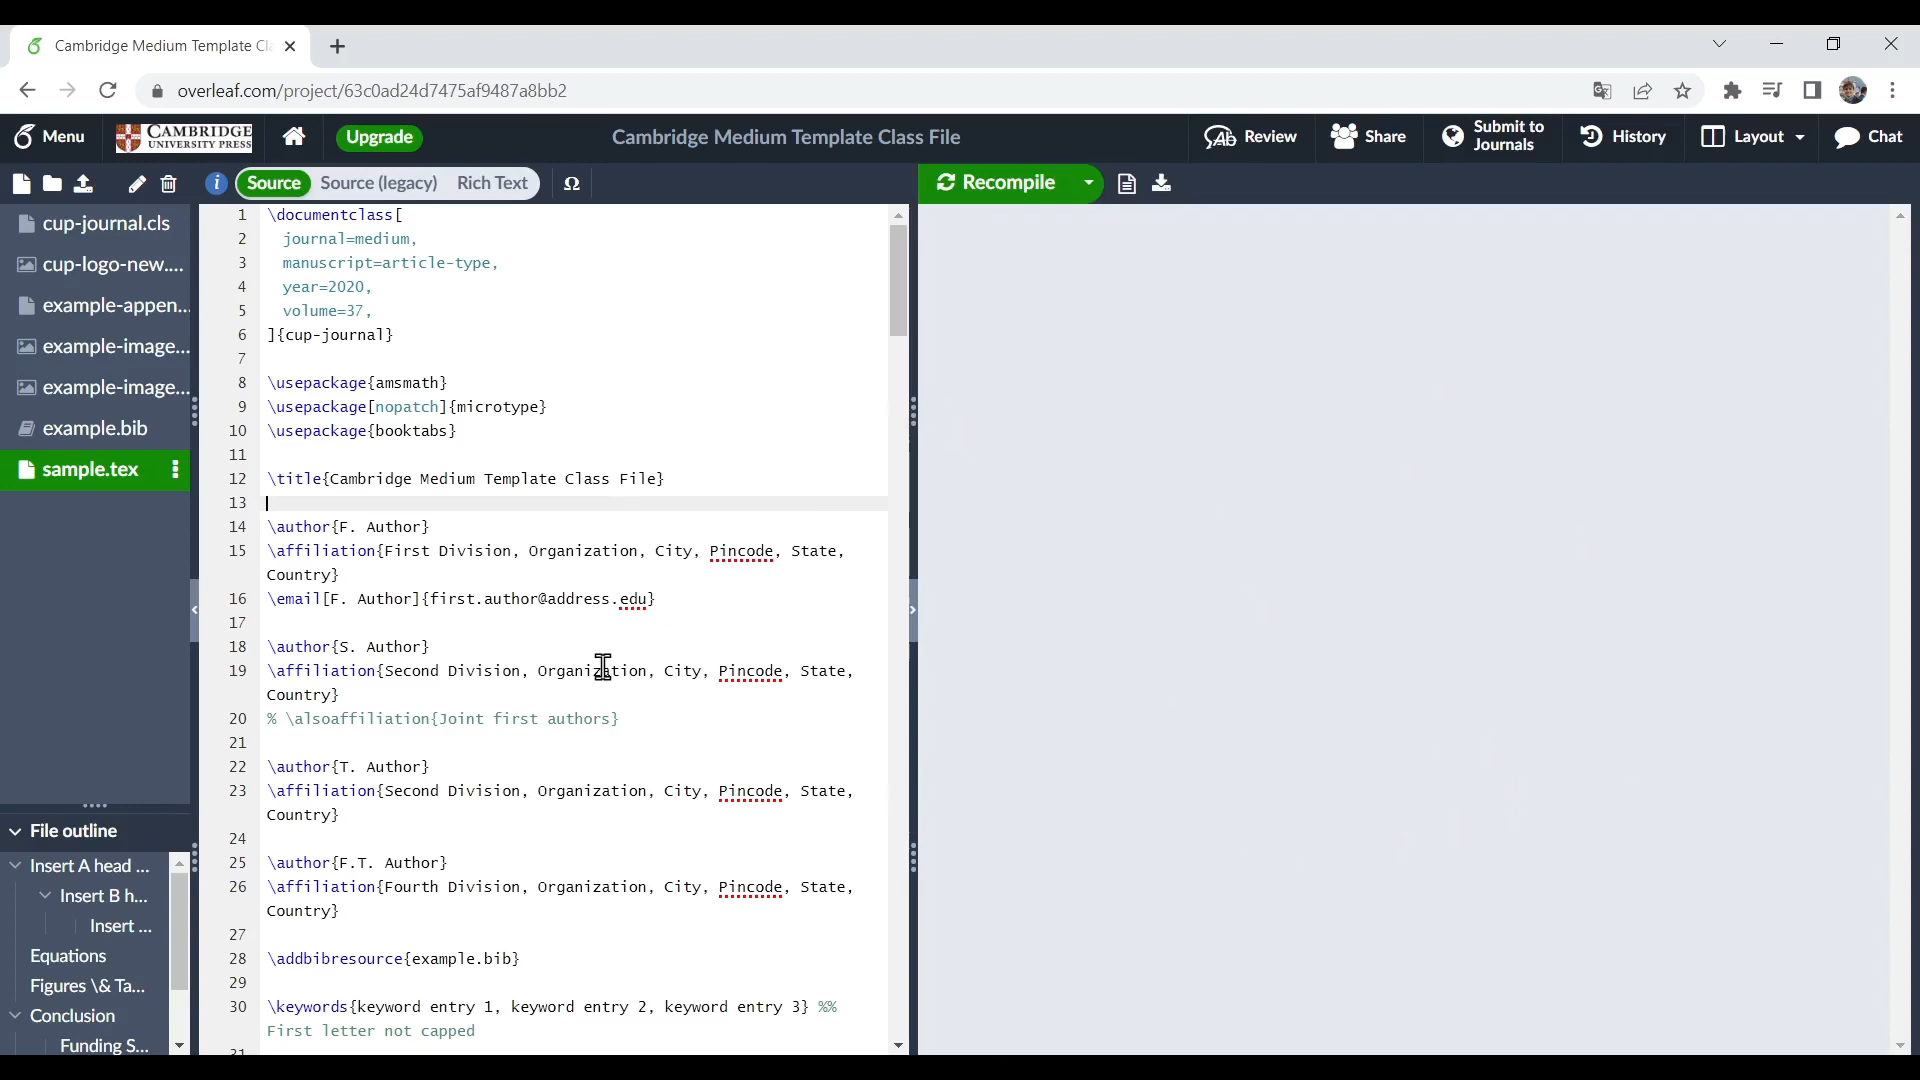 Cambridge Medium Template Cla
overleaf.com/project/63c0ad24d7475af9487a8bb2
Menu
CAMBRIDGE
UNIVERSITY PRESS
Upgrade
Cambridge Medium Template Class File
Review
Share
Submit to
Journals
History
Layout
Chat
Source
Source (legacy)
Rich Text
Ω
Recompile
cup-journal.cls
cup-logo-new....
example-appen...
example-image...
example-image...
example.bib
sample.tex
File outline
Insert A head ...
Insert B h...
Insert ...
Equations
Figures \& Ta...
Conclusion
Funding S...
1 \documentclass[
2 journal=medium,
3 manuscript=article-type,
4 year=2020,
5 volume=37,
6 ]{cup-journal}
7
8 \usepackage{amsmath}
9 \usepackage[nopatch]{microtype}
10 \usepackage{booktabs}
11
12 \title{Cambridge Medium Template Class File}
13
14 \author{F. Author}
15 \affiliation{First Division, Organization, City, Pincode, State,
Country}
16 \email[F. Author]{first.author@address.edu}
17
18 \author{S. Author}
19 \affiliation{Second Division, Organization, City, Pincode, State,
Country}
20 % \alsoaffiliation{Joint first authors}
21
22 \author{T. Author}
23 \affiliation{Second Division, Organization, City, Pincode, State,
Country}
24
25 \author{F.T. Author}
26 \affiliation{Fourth Division, Organization, City, Pincode, State,
Country}
27
28 \addbibresource{example.bib}
29
30 \keywords{keyword entry 1, keyword entry 2, keyword entry 3} %%
First letter not capped
31